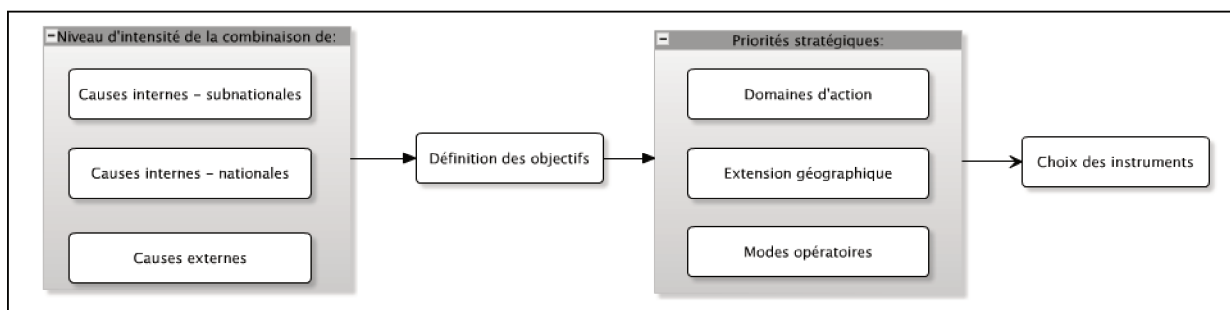 Niveau d'intensité de la combinaison de:
Causes internes - subnationales
Causes internes - nationales
Causes externes
Définition des objectifs
Priorités stratégiques:
Domaines d'action
Extension géographique
Modes opératoires
Choix des instruments